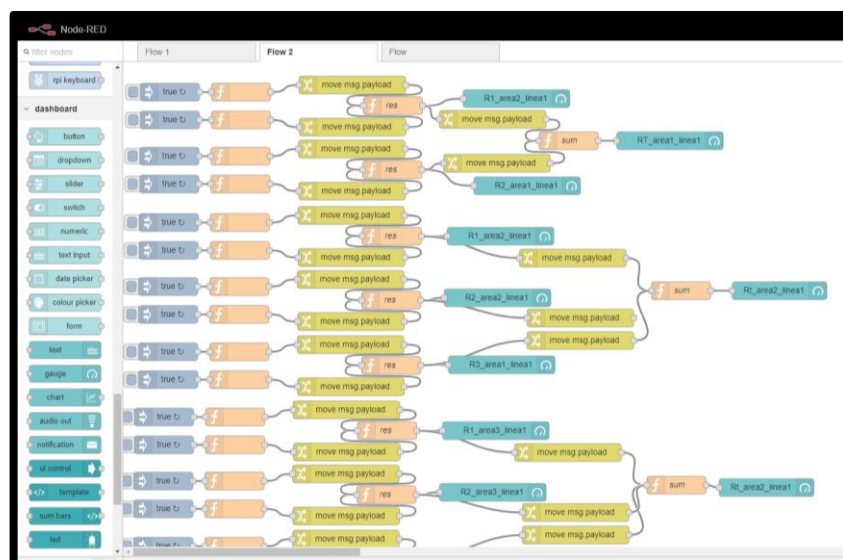 Node-RED
filter nodes
Flow 1
Flow 2
Flow
rpi keyboard
dashboard
button
dropdown
slider
switch
numeric
text input
date picker
colour picker
form
text
gauge
chart
audio out
notification
ui control
template
sum bars
led
true ↻
move msg.payload
res
R1_area2_linea1
true ↻
move msg.payload
move msg.payload
sum
RT_area1_linea1
true ↻
move msg.payload
res
move msg.payload
true ↻
move msg.payload
R2_area1_linea1
true ↻
move msg.payload
res
R1_area2_linea1
true ↻
move msg.payload
move msg.payload
true ↻
move msg.payload
res
R2_area2_linea1
sum
Rt_area2_linea1
true ↻
move msg.payload
move msg.payload
true ↻
move msg.payload
move msg.payload
res
R3_area1_linea1
true ↻
move msg.payload
true ↻
move msg.payload
res
R1_area3_linea1
true ↻
move msg.payload
move msg.payload
true ↻
move msg.payload
res
R2_area3_linea1
sum
Rt_area2_linea1
true ↻
move msg.payload
move msg.payload
true ↻
move msg.payload
move msg.payload